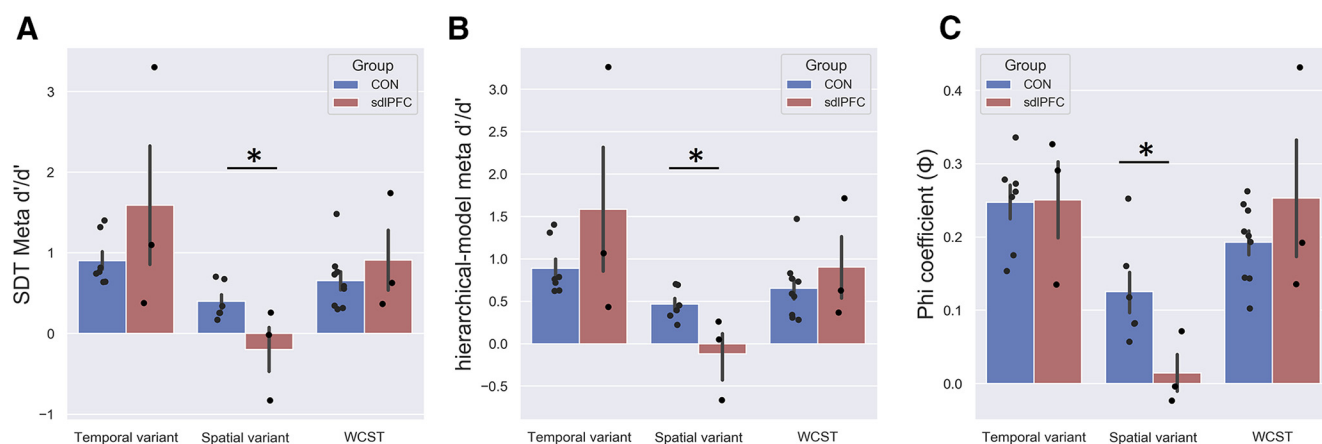 A
SDT Meta d'/d'
3
2
1
0
−1
Group
CON
sdlPFC
*
Temporal variant
Spatial variant
WCST
B
hierarchical-model meta d'/d'
3.0
2.5
2.0
1.5
1.0
0.5
0.0
−0.5
Group
CON
sdlPFC
*
Temporal variant
Spatial variant
WCST
C
Phi coefficient (Φ)
0.4
0.3
0.2
0.1
0.0
Group
CON
sdlPFC
*
Temporal variant
Spatial variant
WCST